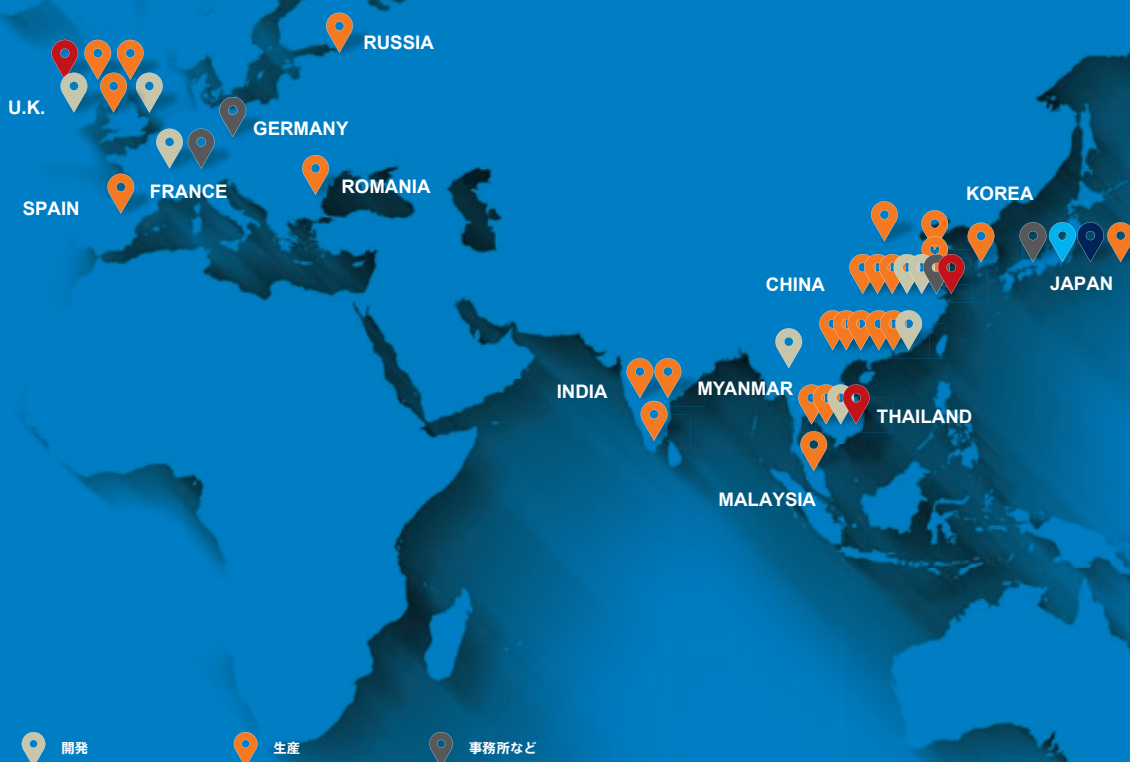 RUSSIA
U.K.
GERMANY
FRANCE
ROMANIA
SPAIN
KOREA
CHINA
JAPAN
INDIA
MYANMAR
THAILAND
MALAYSIA
開発
生産
事務所など